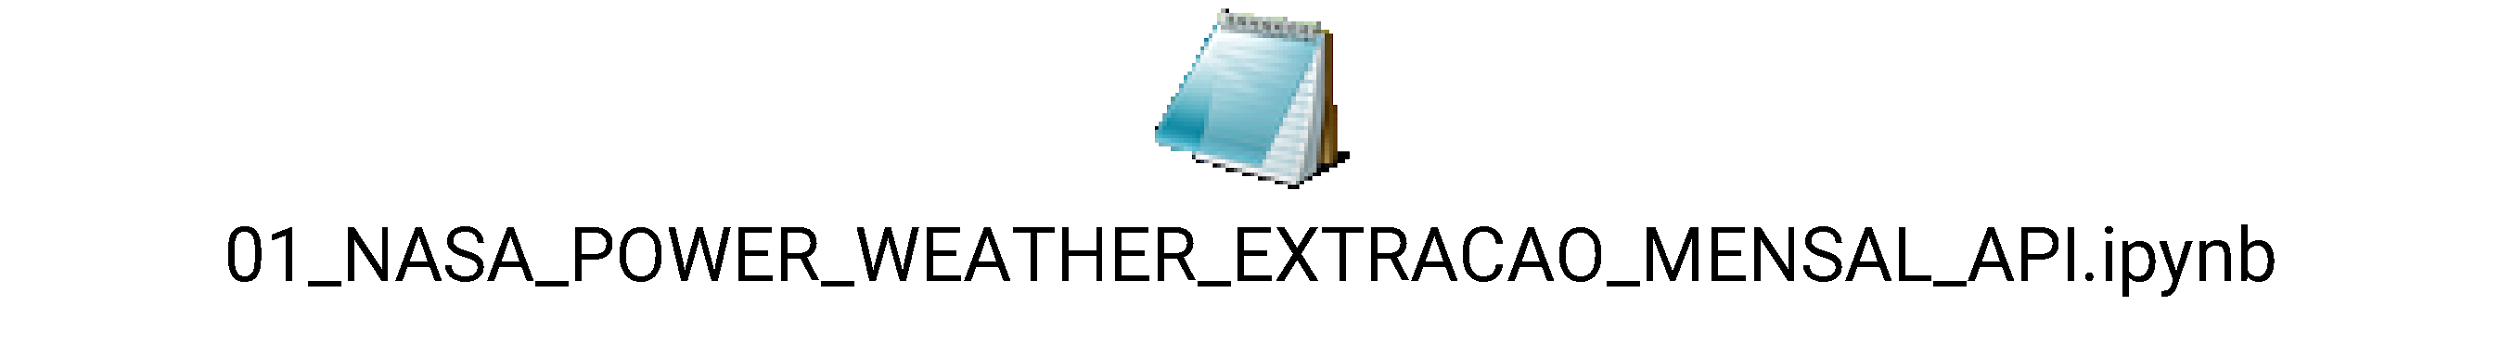 01_NASA_POWER_WEATHER_EXTRACAO_MENSAL_API.ipynb